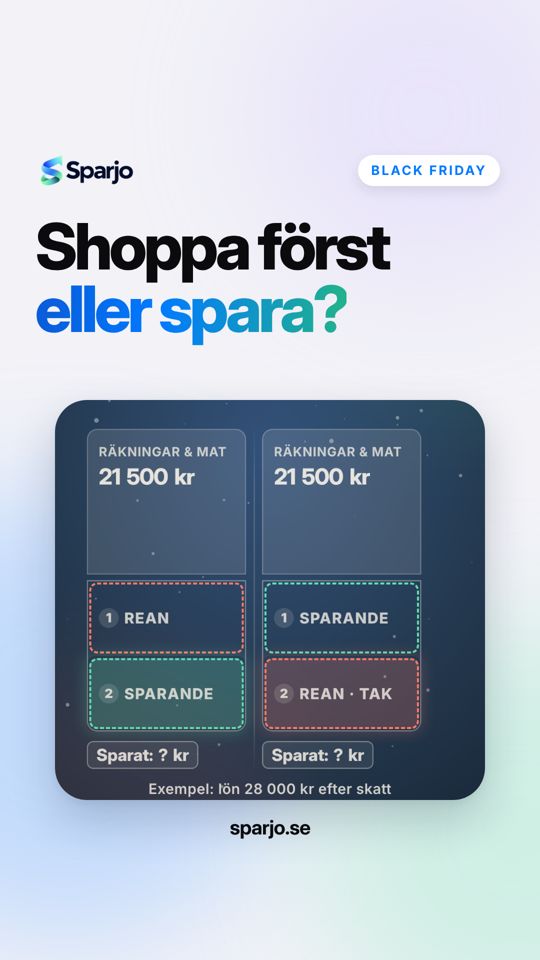 Sparjo
BLACK FRIDAY
Shoppa först
eller spara?
RÄKNINGAR & MAT
21 500 kr
1 REAN
2 SPARANDE
Sparat: ? kr
RÄKNINGAR & MAT
21 500 kr
1 SPARANDE
2 REAN · TAK
Sparat: ? kr
Exempel: lön 28 000 kr efter skatt
sparjo.se